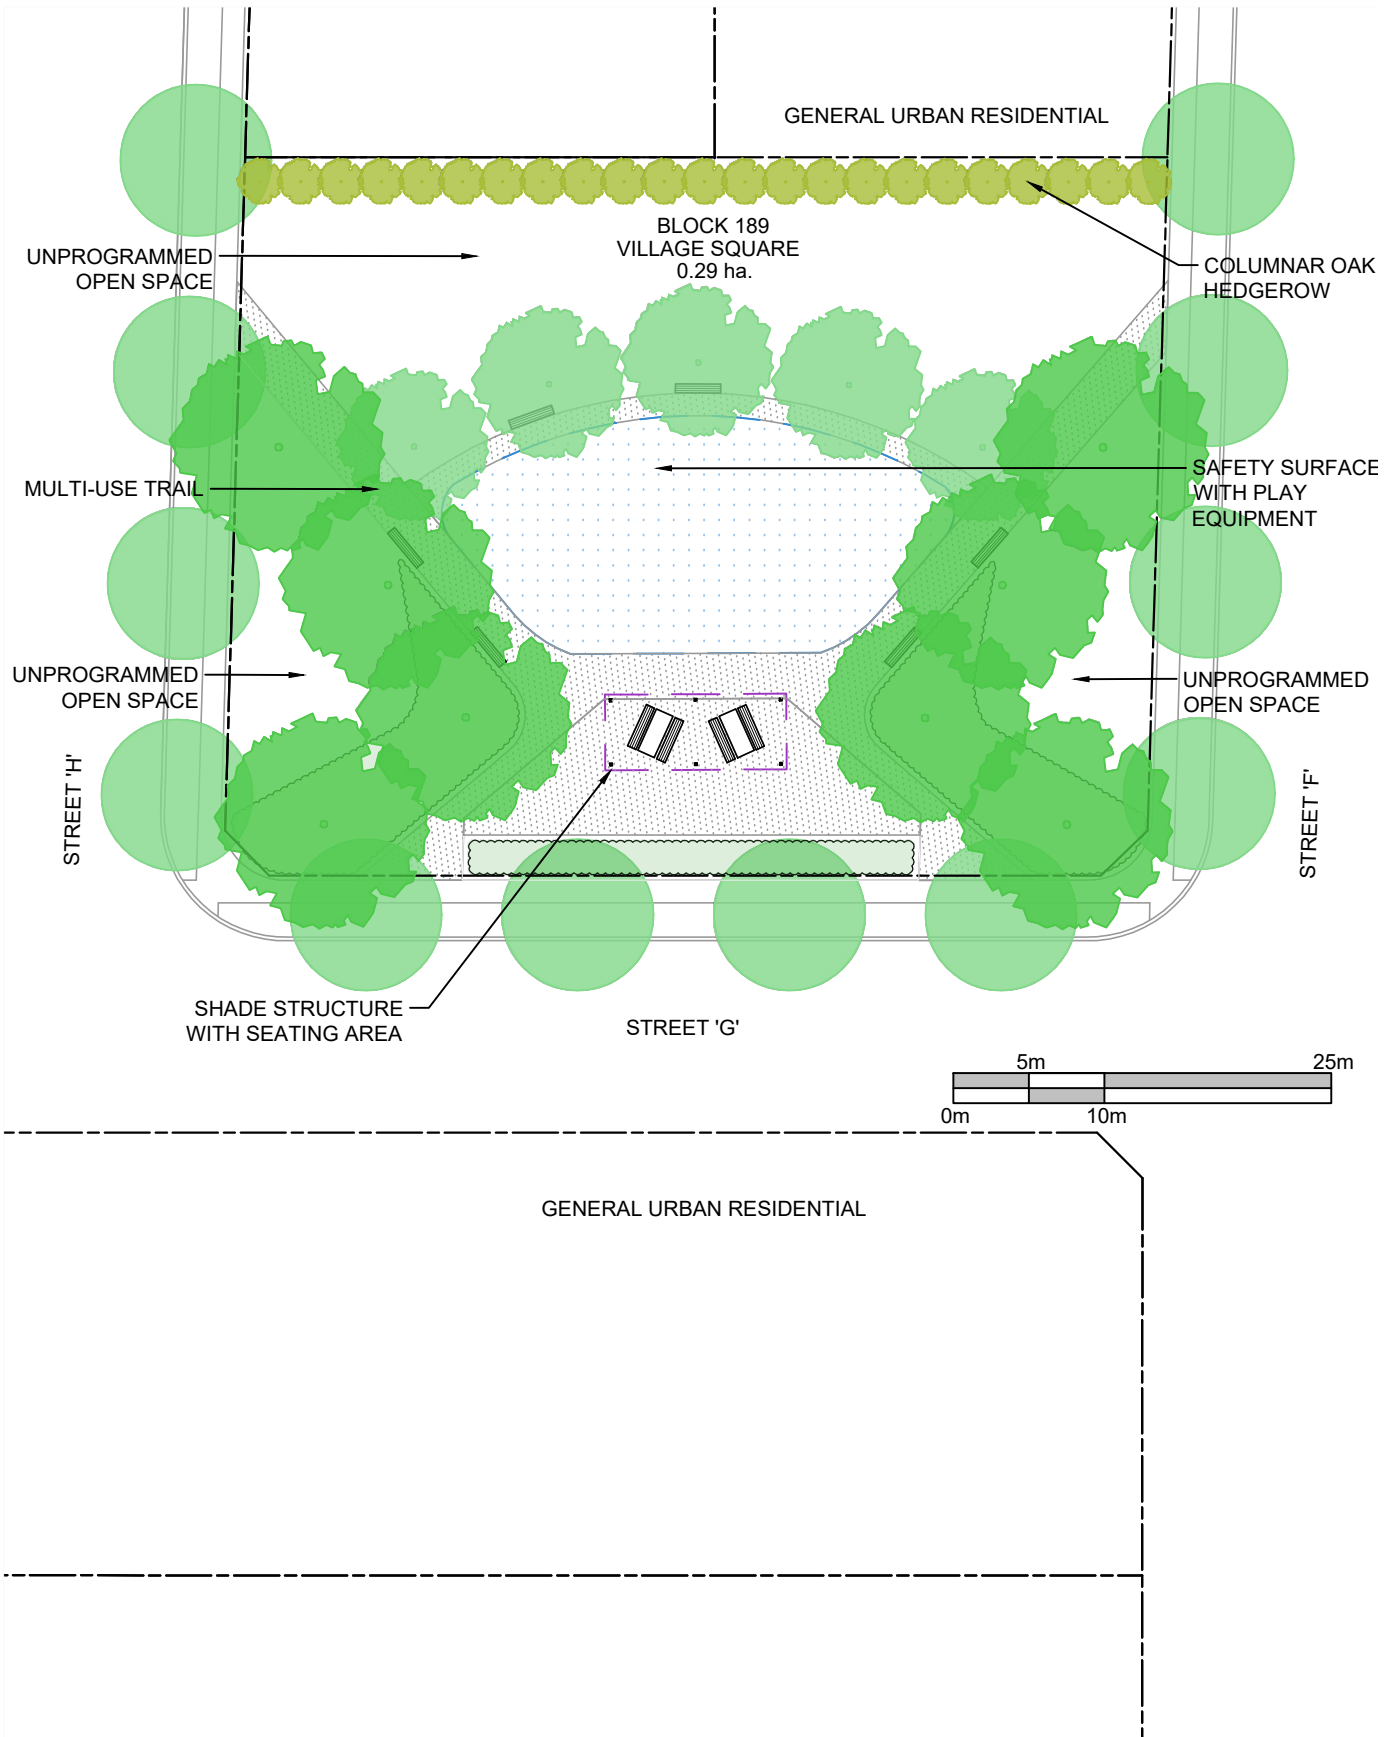 GENERAL URBAN RESIDENTIAL
BLOCK 189
VILLAGE SQUARE
0.29 ha.
UNPROGRAMMED
OPEN SPACE
COLUMNAR OAK
HEDGEROW
MULTI-USE TRAIL
SAFETY SURFACE
WITH PLAY
EQUIPMENT
UNPROGRAMMED
OPEN SPACE
UNPROGRAMMED
OPEN SPACE
STREET 'H'
STREET 'F'
SHADE STRUCTURE
WITH SEATING AREA
STREET 'G'
5m
25m
0m
10m
GENERAL URBAN RESIDENTIAL